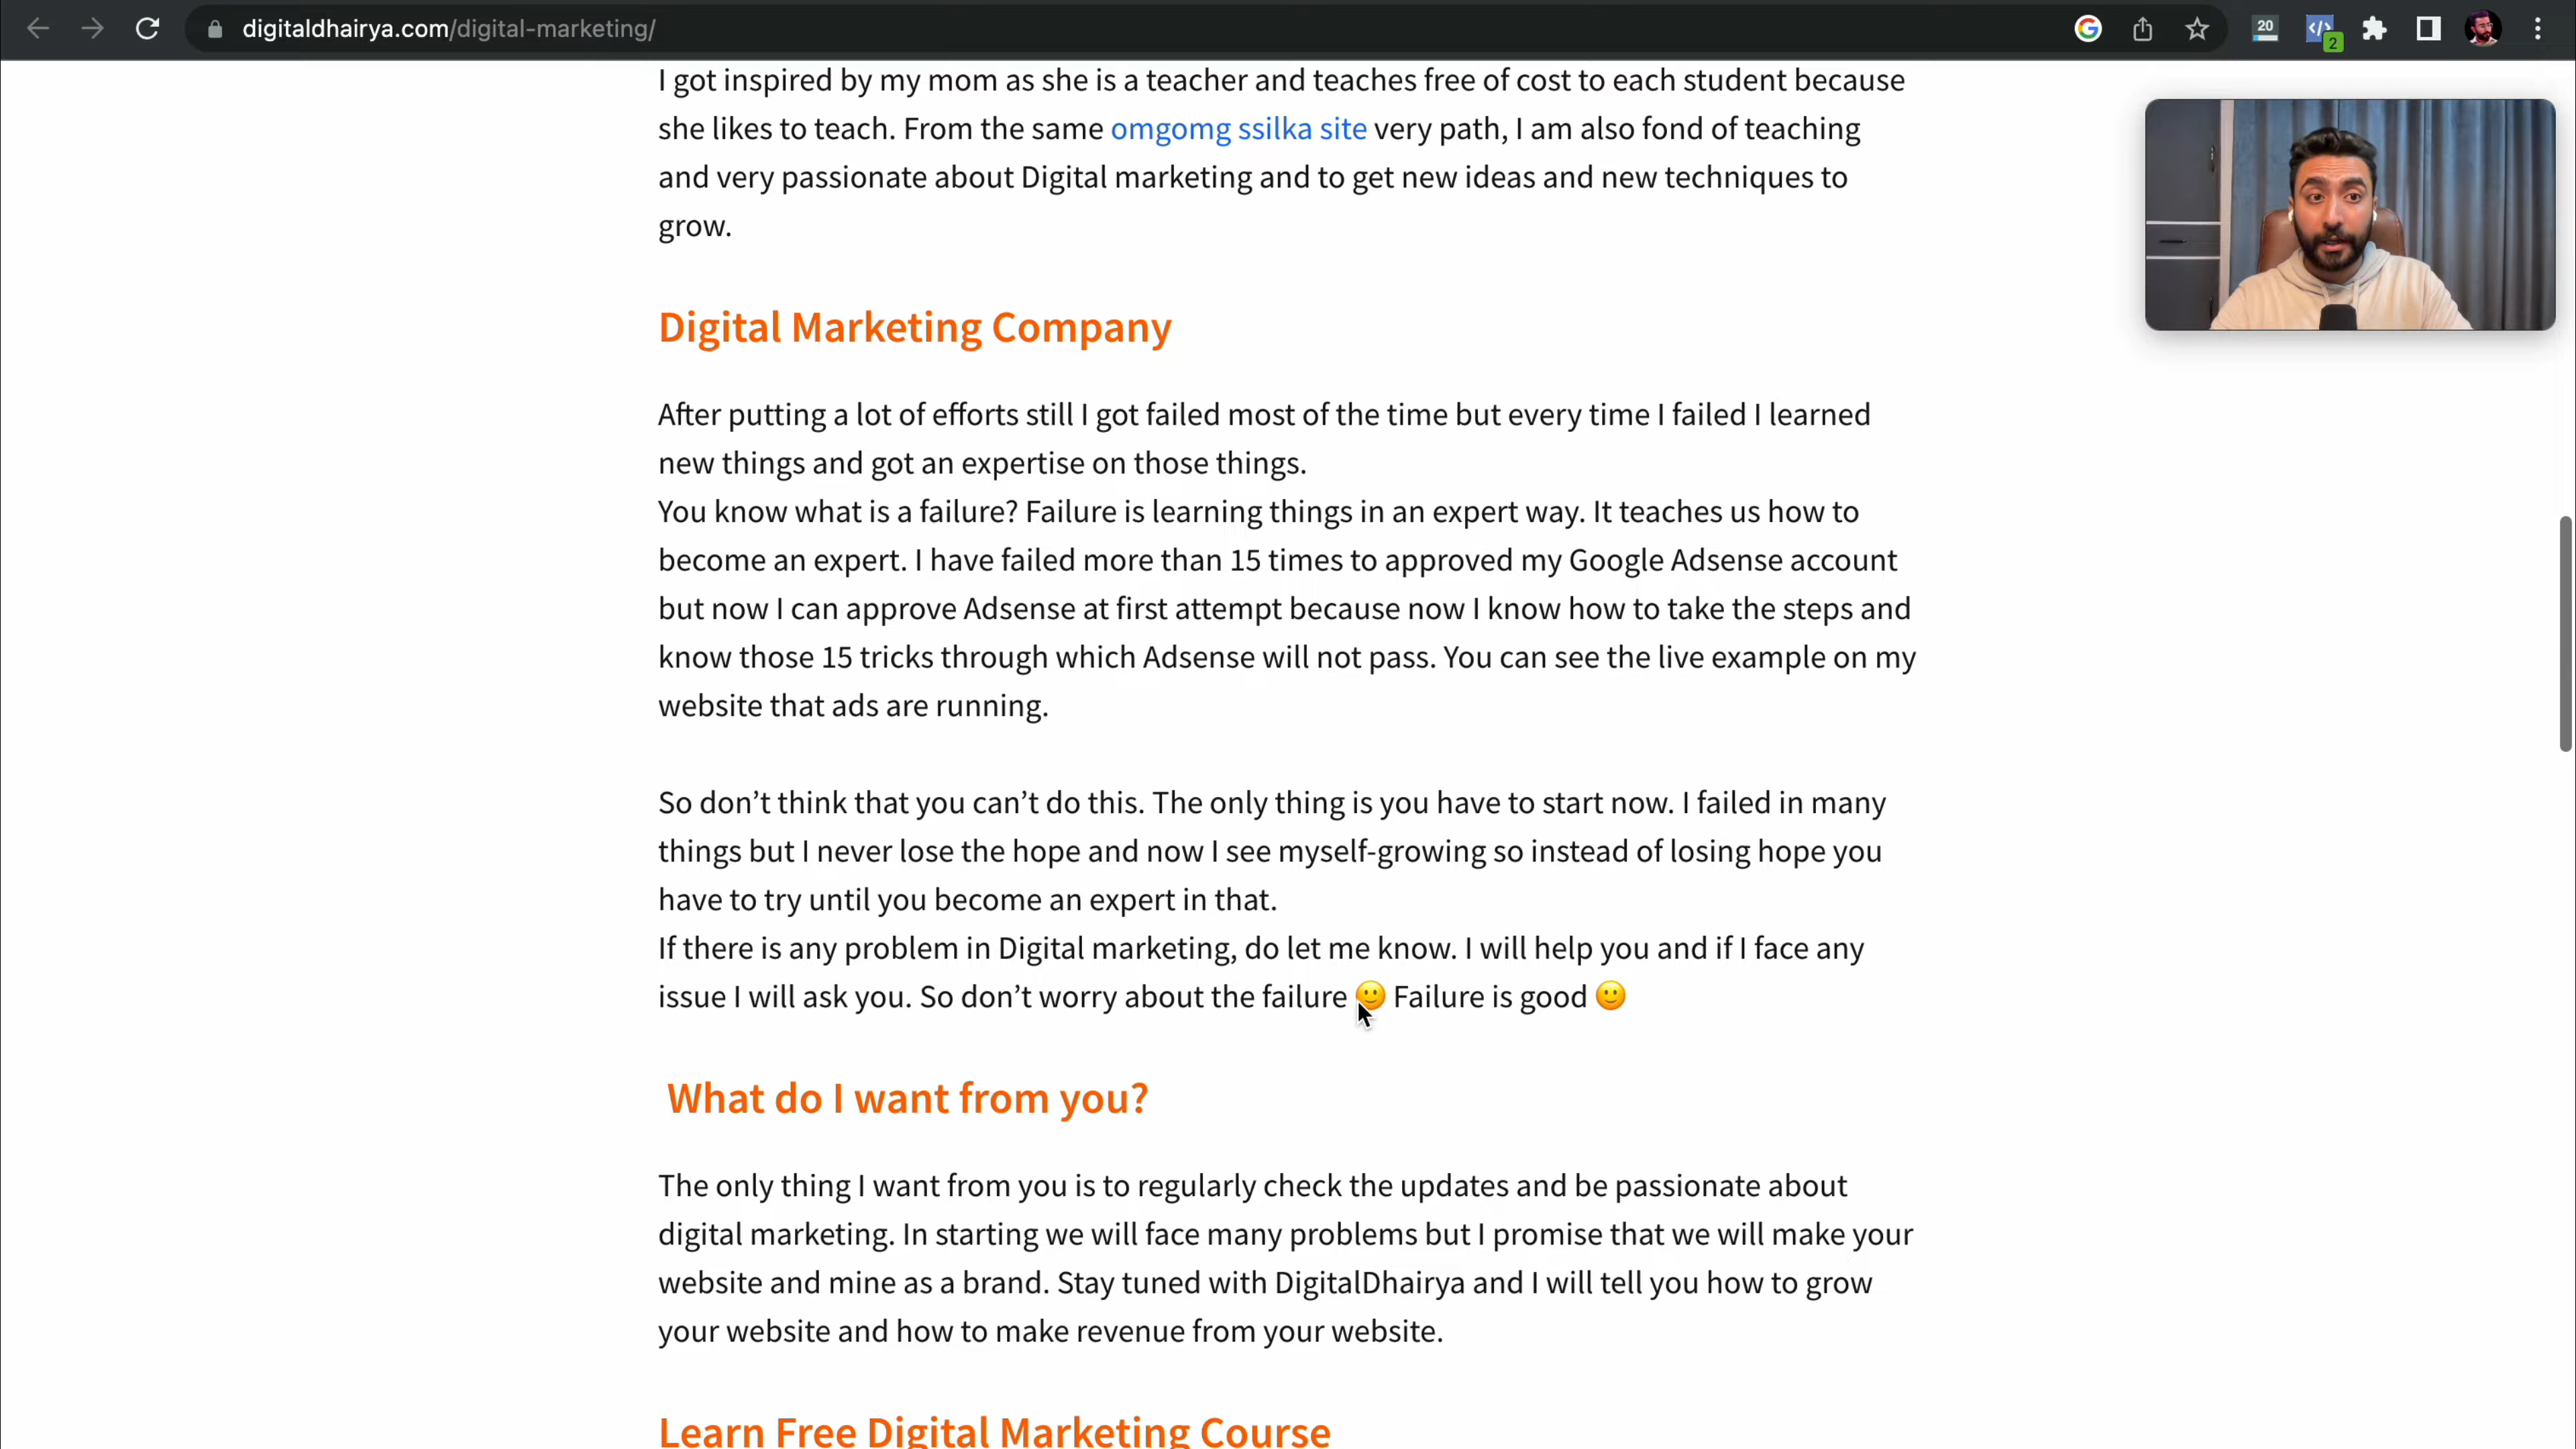 digitaldhairya.com/digital-marketing/
20
2
I got inspired by my mom as she is a teacher and teaches free of cost to each student because
she likes to teach. From the same omgomg ssilka site very path, I am also fond of teaching
and very passionate about Digital marketing and to get new ideas and new techniques to
grow.
Digital Marketing Company
After putting a lot of efforts still I got failed most of the time but every time I failed I learned
new things and got an expertise on those things.
You know what is a failure? Failure is learning things in an expert way. It teaches us how to
become an expert. I have failed more than 15 times to approved my Google Adsense account
but now I can approve Adsense at first attempt because now I know how to take the steps and
know those 15 tricks through which Adsense will not pass. You can see the live example on my
website that ads are running.
So don’t think that you can’t do this. The only thing is you have to start now. I failed in many
things but I never lose the hope and now I see myself-growing so instead of losing hope you
have to try until you become an expert in that.
If there is any problem in Digital marketing, do let me know. I will help you and if I face any
issue I will ask you. So don’t worry about the failure 🙂 Failure is good 🙂
What do I want from you?
The only thing I want from you is to regularly check the updates and be passionate about
digital marketing. In starting we will face many problems but I promise that we will make your
website and mine as a brand. Stay tuned with DigitalDhairya and I will tell you how to grow
your website and how to make revenue from your website.
Learn Free Digital Marketing Course